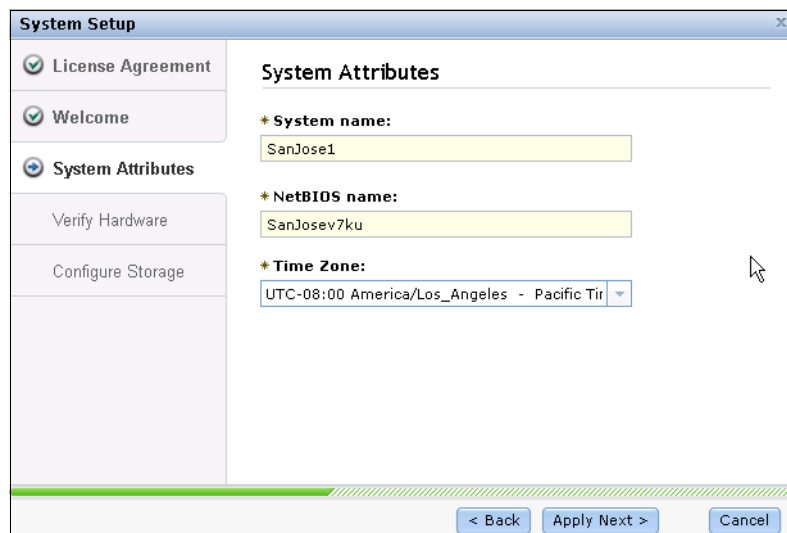 System Setup
x
License Agreement
Welcome
System Attributes
Verify Hardware
Configure Storage
System Attributes
* System name:
SanJose1
* NetBIOS name:
SanJosev7ku
* Time Zone:
UTC-08:00 America/Los_Angeles - Pacific Tir
< Back
Apply Next >
Cancel